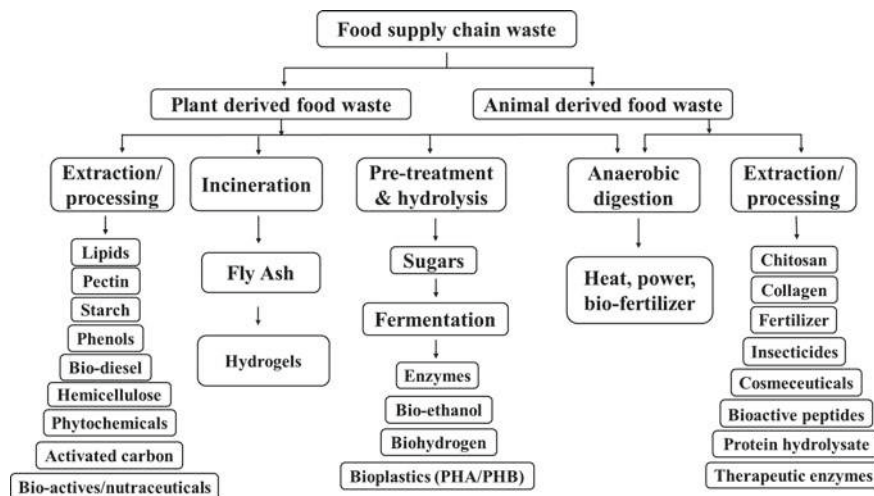 Food supply chain waste
Plant derived food waste
Animal derived food waste
Extraction/
processing
Incineration
Pre-treatment
& hydrolysis
Anaerobic
digestion
Extraction/
processing
Lipids
Pectin
Starch
Phenols
Bio-diesel
Hemicellulose
Phytochemicals
Activated carbon
Bio-actives/nutraceuticals
Fly Ash
Hydrogels
Sugars
Fermentation
Enzymes
Bio-ethanol
Biohydrogen
Bioplastics (PHA/PHB)
Heat, power,
bio-fertilizer
Chitosan
Collagen
Fertilizer
Insecticides
Cosmeceuticals
Bioactive peptides
Protein hydrolysate
Therapeutic enzymes